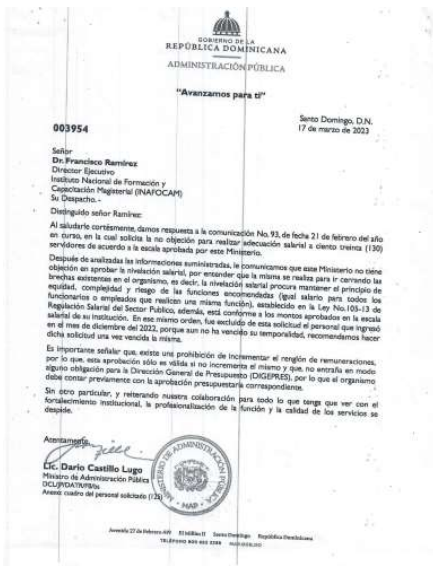 GOBIERNO DE LA
REPÚBLICA DOMINICANA
ADMINISTRACIÓN PÚBLICA
"Avanzamos para ti"
Santo Domingo, D.N.
17 de marzo de 2023
003954
Señor
Dr. Francisco Ramírez
Director Ejecutivo
Instituto Nacional de Formación y
Capacitación Magisterial (INAFOCAM)
Su Despacho. -
Distinguido señor Ramírez:
Al saludarle cortésmente, damos respuesta a la comunicación No. 93, de fecha 21 de febrero del año
en curso, en la cual solicita la no objeción para realizar adecuación salarial a ciento treinta (130)
servidores de acuerdo a la escala aprobada por este Ministerio.
Después de analizadas las informaciones suministradas, le comunicamos que este Ministerio no tiene
objeción en aprobar la nivelación salarial, por entender que la misma se realiza para ir cerrando las
brechas existentes en el organismo, es decir, la nivelación salarial procura mantener el principio de
equidad, complejidad y riesgo de las funciones encomendadas (igual salario para todos los
funcionarios o empleados que realicen una misma función), establecido en la Ley No. 105-13 de
Regulación Salarial del Sector Público, además, está conforme a los montos aprobados en la escala
salarial de su institución. En ese mismo orden, fue excluido de esta solicitud el personal que ingresó
en el mes de diciembre del 2022, porque aun no ha vencido su temporalidad, recomendamos hacer
dicha solicitud una vez vencida la misma.
Es importante señalar que, existe una prohibición de incrementar el renglón de remuneraciones,
por lo que, esta aprobación sólo es válida si no incrementa el mismo y que, no entraña en modo
alguno obligación para la Dirección General de Presupuesto (DIGEPRES), por lo que el organismo
debe contar previamente con la aprobación presupuestaria correspondiente.
Sin otro particular, y reiterando nuestra colaboración para todo lo que tenga que ver con el
fortalecimiento institucional, la profesionalización de la función y la calidad de los servicios se
despide.
Atentamente,
Lic. Darío Castillo Lugo
Ministro de Administración Pública
Anexo: cuadro del personal solicitado (125)
MINISTERIO DE ADMINISTRACIÓN PÚBLICA
- MAP -
Avenida 27 de Febrero El Millón II Santo Domingo República Dominicana
TELÉFONO